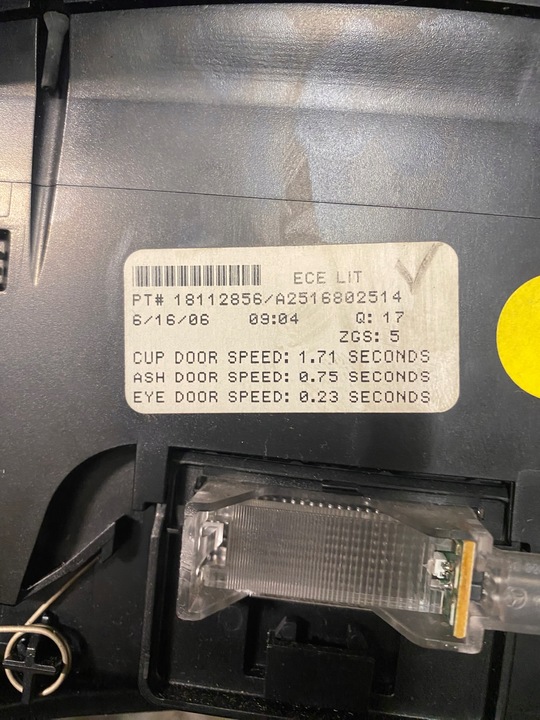 ECE LIT
PT# 18112856/A2516802514
6/16/06 09:04 Q: 17
ZGS: 5
CUP DOOR SPEED: 1.71 SECONDS
ASH DOOR SPEED: 0.75 SECONDS
EYE DOOR SPEED: 0.23 SECONDS